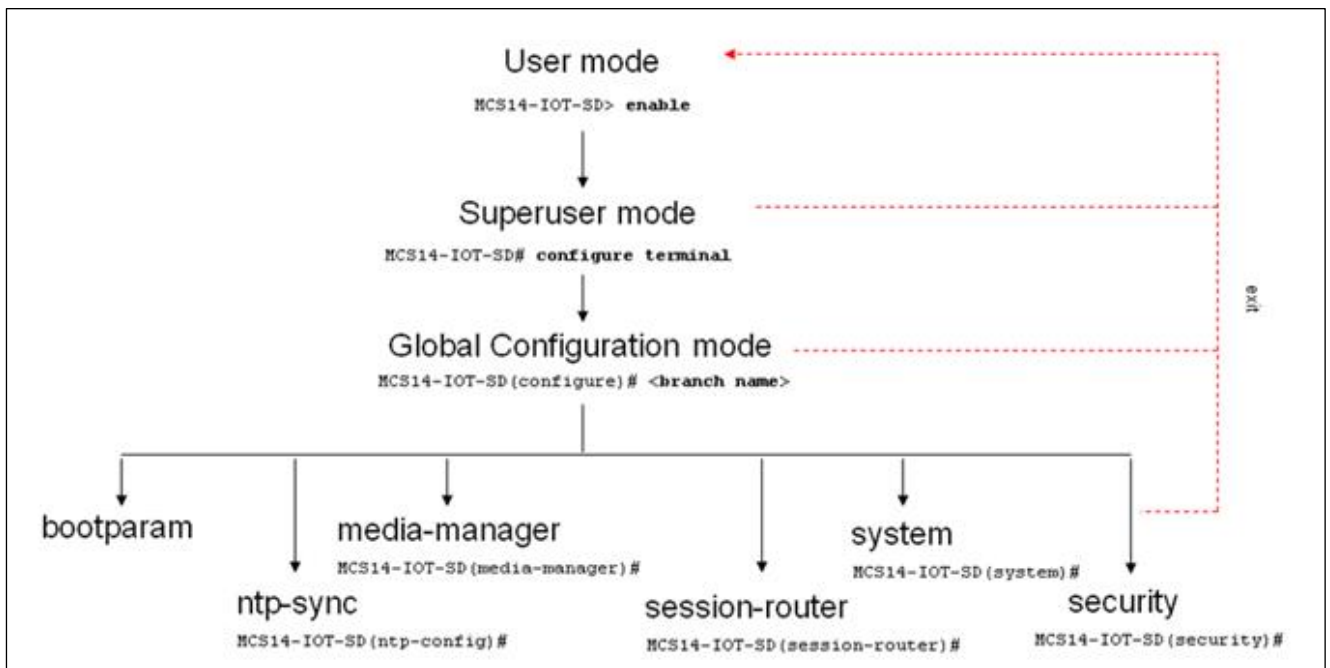 User mode
MCS14-IOT-SD> enable
Superuser mode
MCS14-IOT-SD# configure terminal
exit
Global Configuration mode
MCS14-IOT-SD(configure)# <branch name>
bootparam
media-manager
MCS14-IOT-SD(media-manager)#
system
MCS14-IOT-SD(system)#
ntp-sync
MCS14-IOT-SD(ntp-config)#
session-router
MCS14-IOT-SD(session-router)#
security
MCS14-IOT-SD(security)#